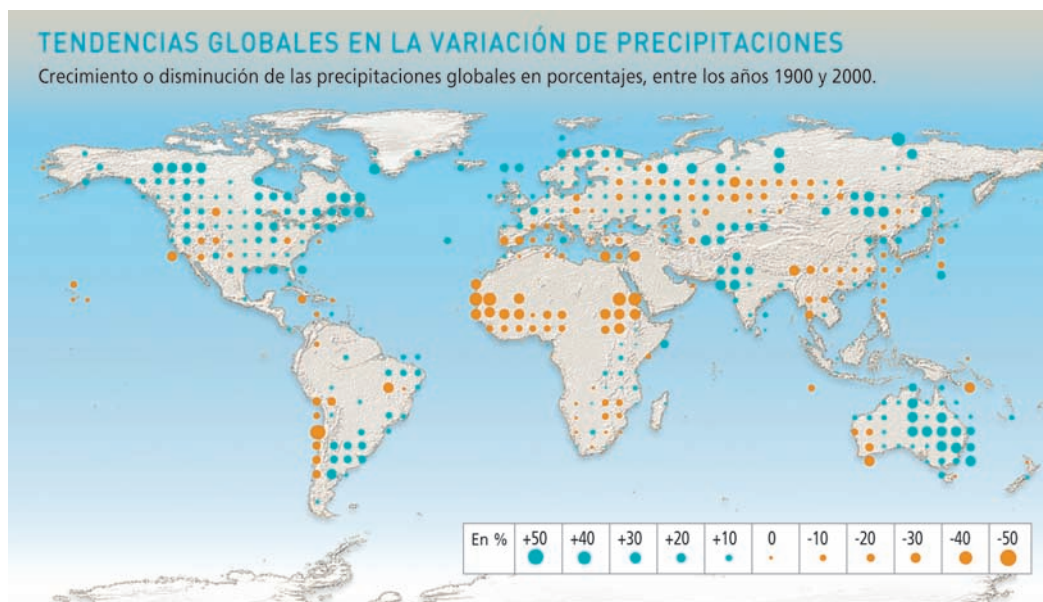 TENDENCIAS GLOBALES EN LA VARIACIÓN DE PRECIPITACIONES
Crecimiento o disminución de las precipitaciones globales en porcentajes, entre los años 1900 y 2000.
En % +50 +40 +30 +20 +10 0 -10 -20 -30 -40 -50